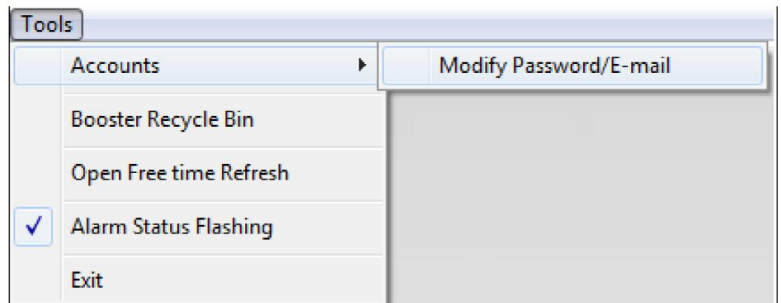 Tools
Accounts
Modify Password/E-mail
Booster Recycle Bin
Open Free time Refresh
Alarm Status Flashing
Exit